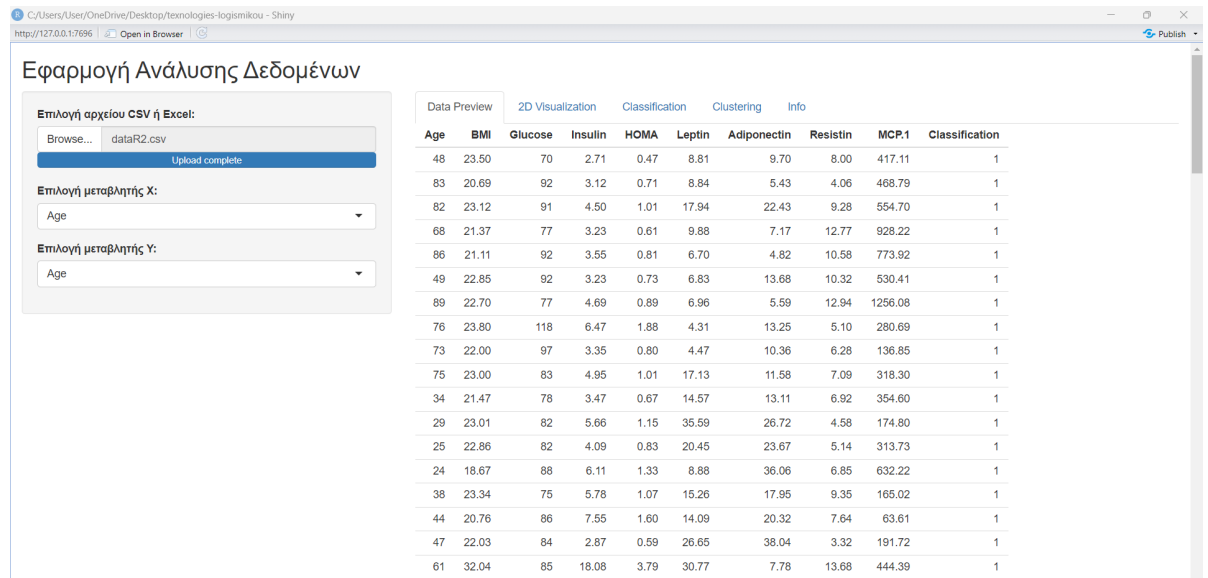 C:/Users/User/OneDrive/Desktop/texnologies-logismikou - Shiny
http://127.0.0.1:7696 Open in Browser Publish
Εφαρμογή Ανάλυσης Δεδομένων
Επιλογή αρχείου CSV ή Excel:
Browse... dataR2.csv
Upload complete
Επιλογή μεταβλητής X:
Age
Επιλογή μεταβλητής Y:
Age
Data Preview 2D Visualization Classification Clustering Info
Age BMI Glucose Insulin HOMA Leptin Adiponectin Resistin MCP.1 Classification
48 23.50 70 2.71 0.47 8.81 9.70 8.00 417.11 1
83 20.69 92 3.12 0.71 8.84 5.43 4.06 468.79 1
82 23.12 91 4.50 1.01 17.94 22.43 9.28 554.70 1
68 21.37 77 3.23 0.61 9.88 7.17 12.77 928.22 1
86 21.11 92 3.55 0.81 6.70 4.82 10.58 773.92 1
49 22.85 92 3.23 0.73 6.83 13.68 10.32 530.41 1
89 22.70 77 4.69 0.89 6.96 5.59 12.94 1256.08 1
76 23.80 118 6.47 1.88 4.31 13.25 5.10 280.69 1
73 22.00 97 3.35 0.80 4.47 10.36 6.28 136.85 1
75 23.00 83 4.95 1.01 17.13 11.58 7.09 318.30 1
34 21.47 78 3.47 0.67 14.57 13.11 6.92 354.60 1
29 23.01 82 5.66 1.15 35.59 26.72 4.58 174.80 1
25 22.86 82 4.09 0.83 20.45 23.67 5.14 313.73 1
24 18.67 88 6.11 1.33 8.88 36.06 6.85 632.22 1
38 23.34 75 5.78 1.07 15.26 17.95 9.35 165.02 1
44 20.76 86 7.55 1.60 14.09 20.32 7.64 63.61 1
47 22.03 84 2.87 0.59 26.65 38.04 3.32 191.72 1
61 32.04 85 18.08 3.79 30.77 7.78 13.68 444.39 1